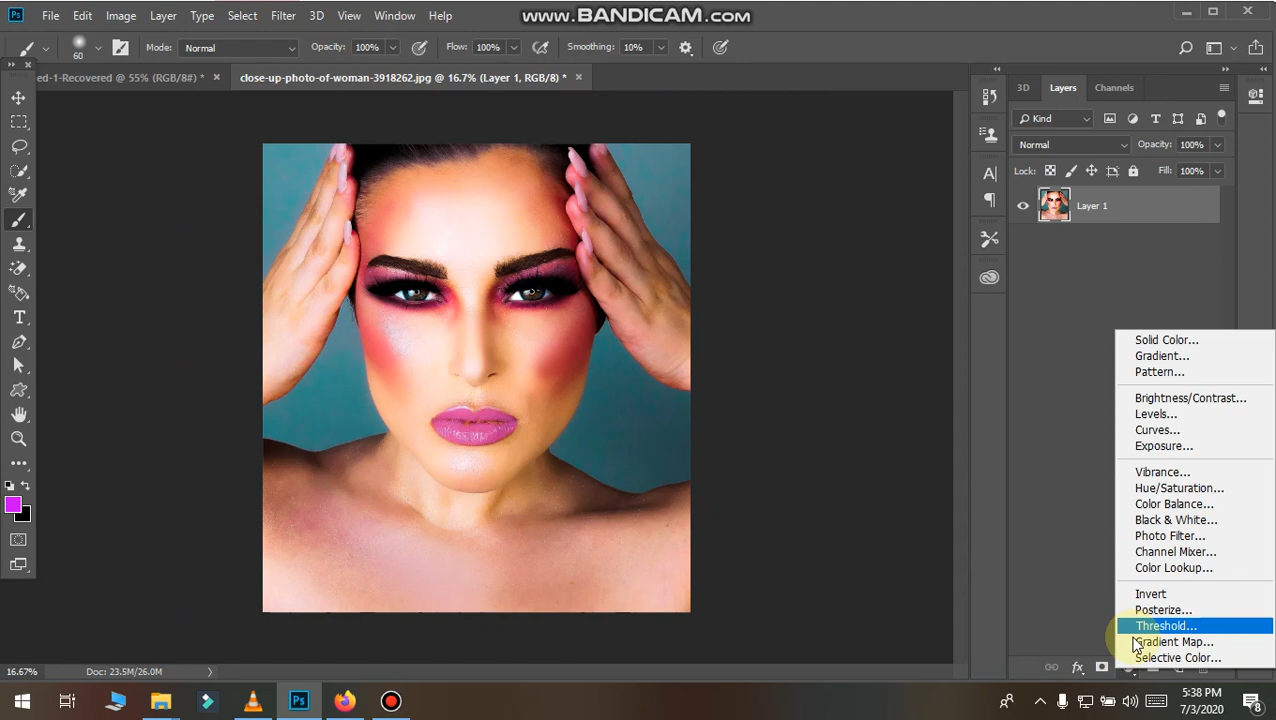 File Edit Image Layer Type Select Filter 3D View Window Help
www.BANDICAM.com
60 Mode: Normal Opacity: 100% Flow: 100% Smoothing: 10%
ed-1-Recovered @ 55% (RGB/8#) *
close-up-photo-of-woman-3918262.jpg @ 16.7% (Layer 1, RGB/8) *
3D Layers Channels
Kind
Normal Opacity: 100%
Lock: Fill: 100%
Layer 1
Solid Color...
Gradient...
Pattern...
Brightness/Contrast...
Levels...
Curves...
Exposure...
Vibrance...
Hue/Saturation...
Color Balance...
Black & White...
Photo Filter...
Channel Mixer...
Color Lookup...
Invert
Posterize...
Threshold...
Gradient Map...
Selective Color...
16.67% Doc: 23.5M/26.0M
5:38 PM
7/3/2020
8